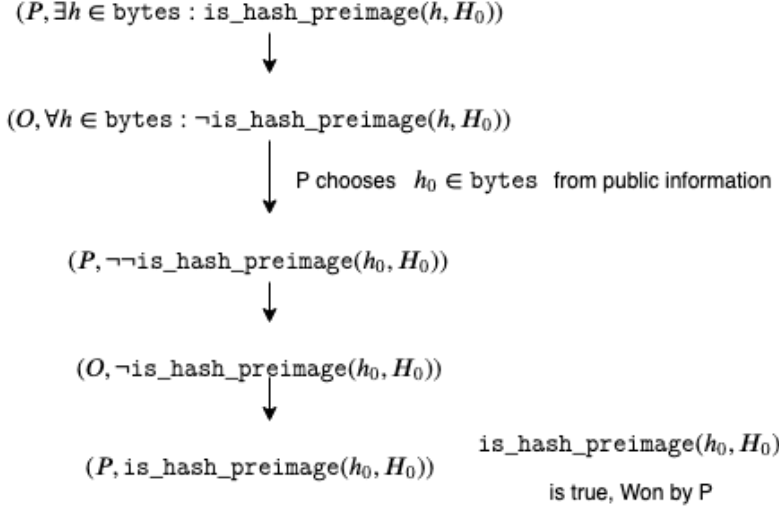 (P, ∃h ∈ bytes : is_hash_preimage(h, H₀))
(O, ∀h ∈ bytes : ¬is_hash_preimage(h, H₀))
P chooses h₀ ∈ bytes from public information
(P, ¬¬is_hash_preimage(h₀, H₀))
(O, ¬is_hash_preimage(h₀, H₀))
(P, is_hash_preimage(h₀, H₀))
is_hash_preimage(h₀, H₀)
is true, Won by P